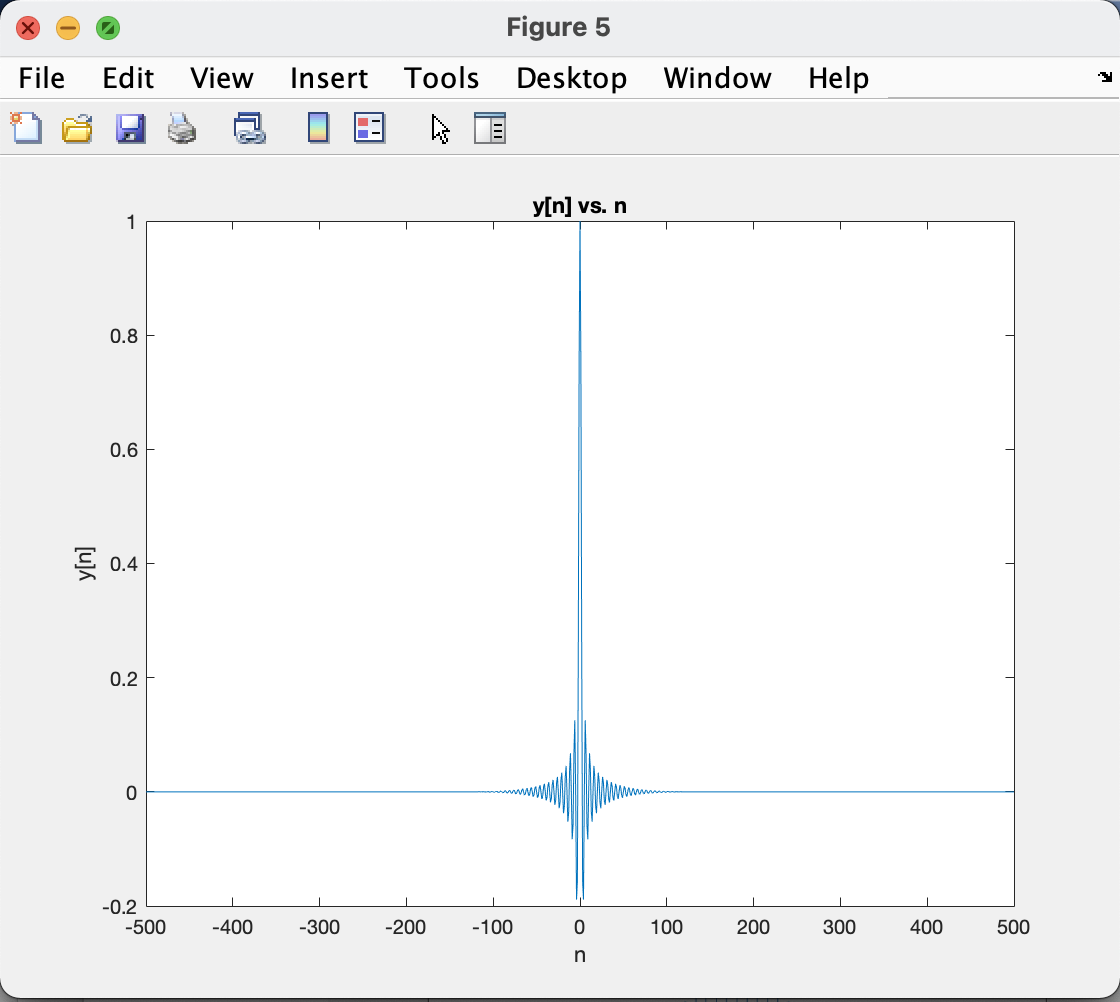 Figure 5
File Edit View Insert Tools Desktop Window Help
y[n] vs. n
1
0.8
0.6
0.4
0.2
0
-0.2
y[n]
-500 -400 -300 -200 -100 0 100 200 300 400 500
n